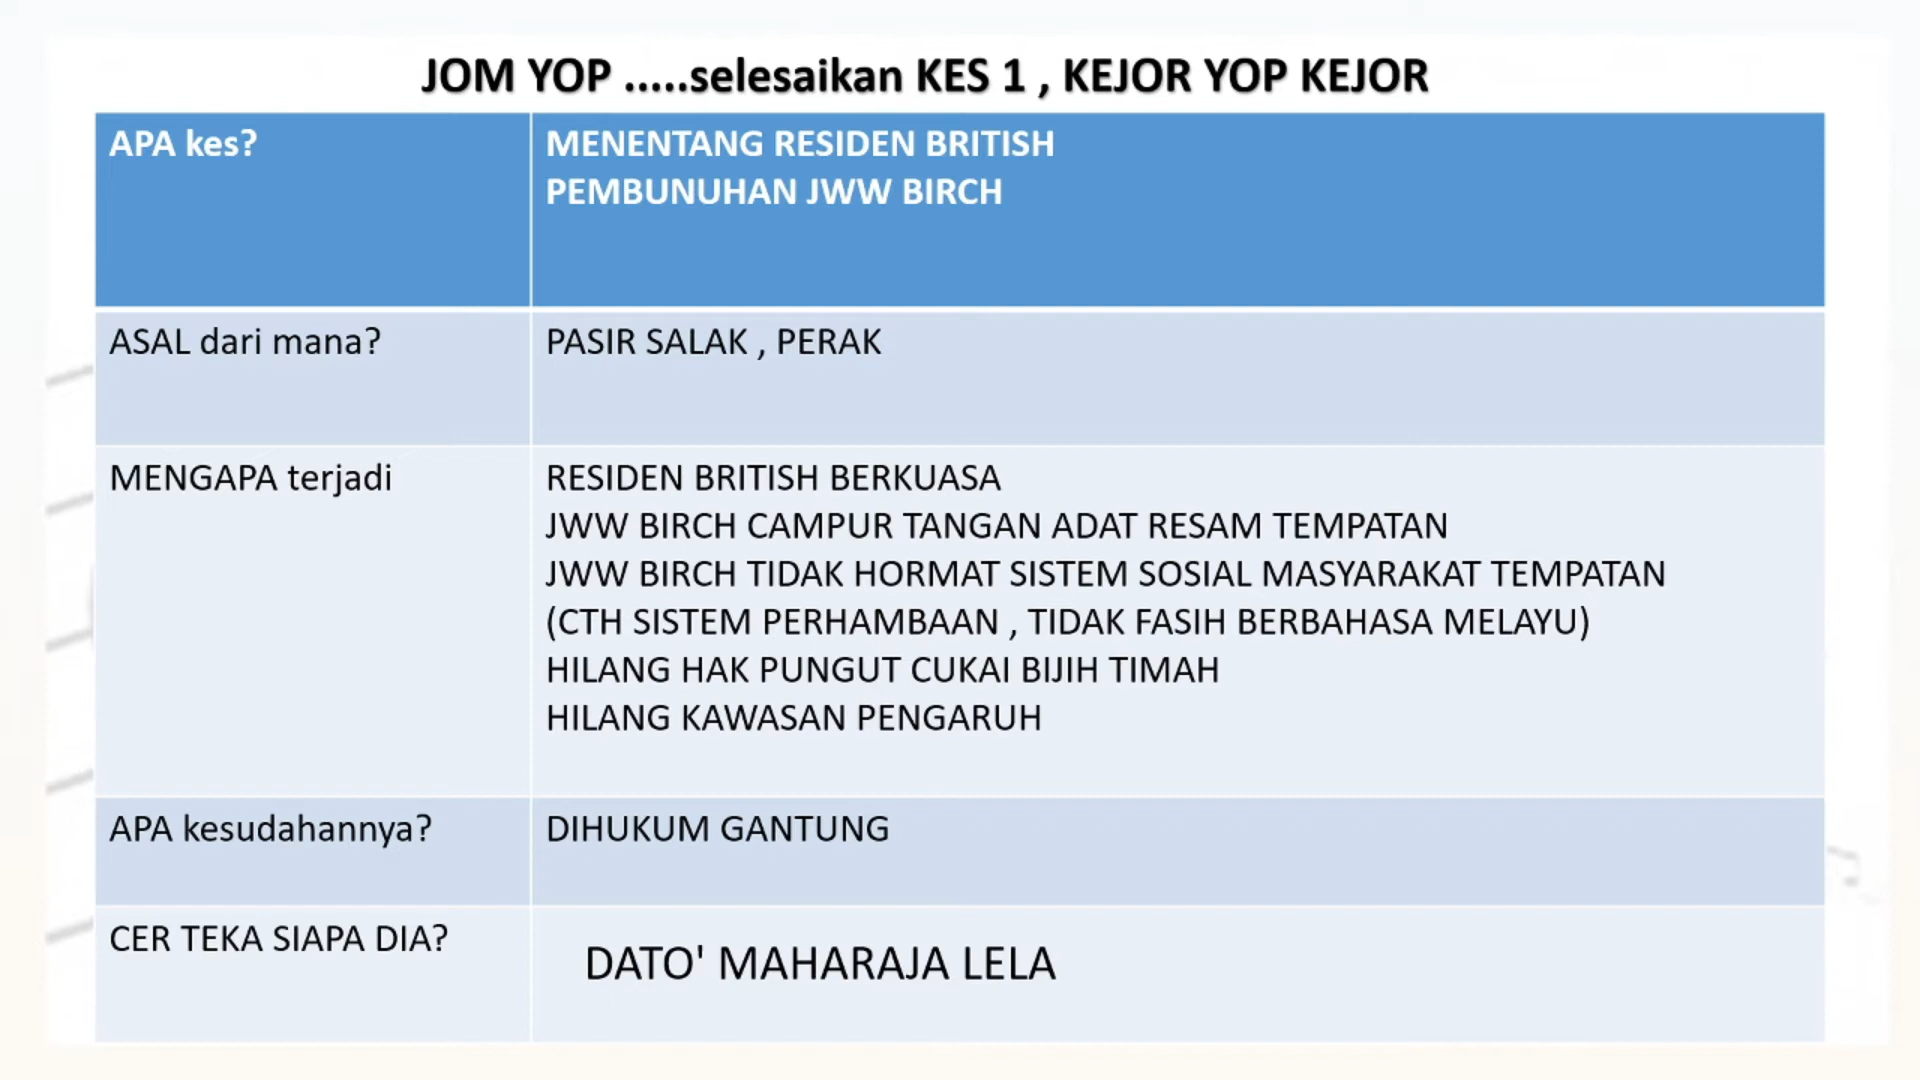 JOM YOP .....selesaikan KES 1 , KEJOR YOP KEJOR
APA kes?
MENENTANG RESIDEN BRITISH
PEMBUNUHAN JWW BIRCH
ASAL dari mana?
PASIR SALAK , PERAK
MENGAPA terjadi
RESIDEN BRITISH BERKUASA
JWW BIRCH CAMPUR TANGAN ADAT RESAM TEMPATAN
JWW BIRCH TIDAK HORMAT SISTEM SOSIAL MASYARAKAT TEMPATAN
(CTH SISTEM PERHAMBAAN , TIDAK FASIH BERBAHASA MELAYU)
HILANG HAK PUNGUT CUKAI BIJIH TIMAH
HILANG KAWASAN PENGARUH
APA kesudahannya?
DIHUKUM GANTUNG
CER TEKA SIAPA DIA?
DATO' MAHARAJA LELA